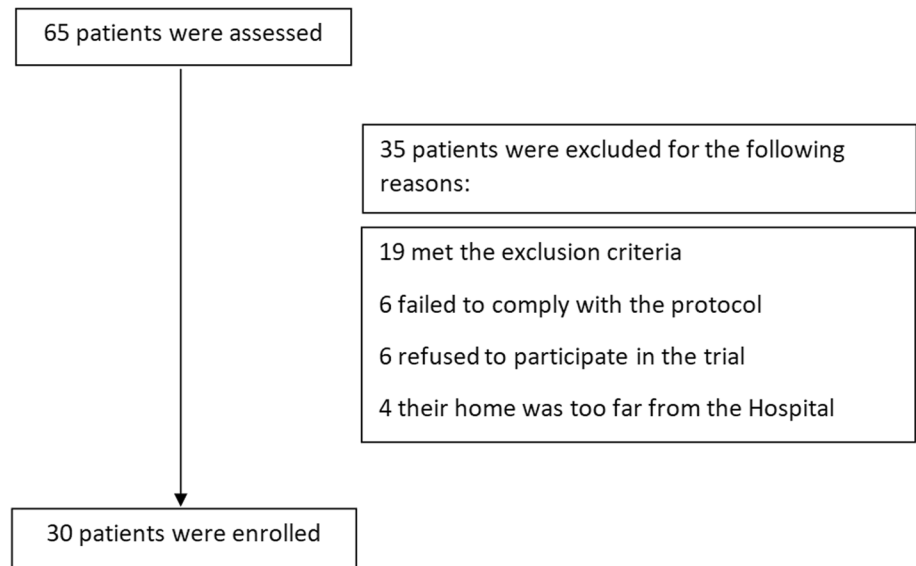 65 patients were assessed
35 patients were excluded for the following
reasons:
19 met the exclusion criteria
6 failed to comply with the protocol
6 refused to participate in the trial
4 their home was too far from the Hospital
30 patients were enrolled